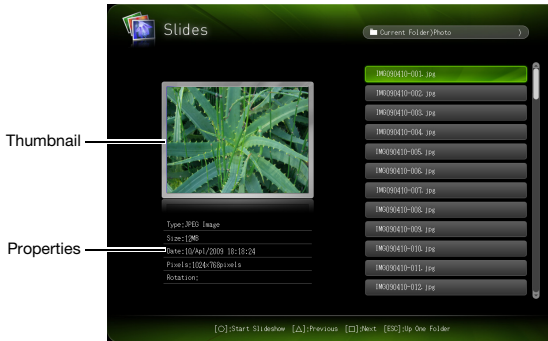 Slides
Current Folder〉Photo 〉
Thumbnail
Properties
Type:JPEG Image
Size:12MB
Date:10/Apl/2009 18:18:24
Pixels:1024×768pixels
Rotation:
IMG090410-001.jpg
IMG090410-002.jpg
IMG090410-003.jpg
IMG090410-004.jpg
IMG090410-005.jpg
IMG090410-006.jpg
IMG090410-007.jpg
IMG090410-008.jpg
IMG090410-009.jpg
IMG090410-010.jpg
IMG090410-011.jpg
IMG090410-012.jpg
[○]:Start Slideshow [△]:Previous [□]:Next [ESC]:Up One Folder